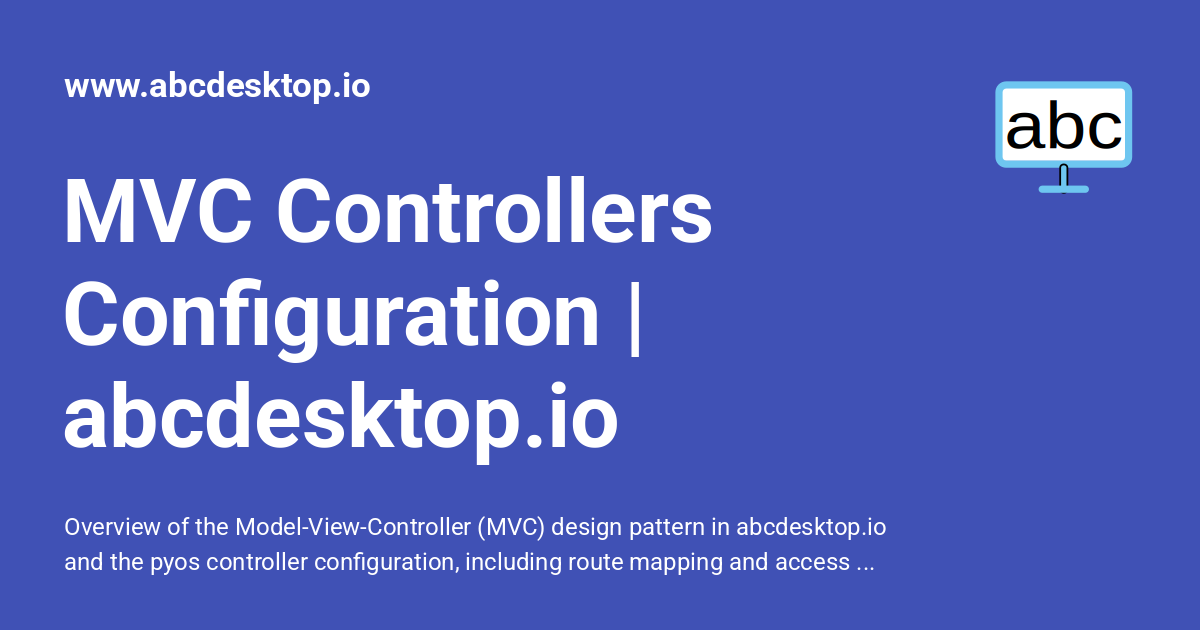 www.abcdesktop.io
abc
MVC Controllers
Configuration |
abcdesktop.io
Overview of the Model-View-Controller (MVC) design pattern in abcdesktop.io
and the pyos controller configuration, including route mapping and access ...